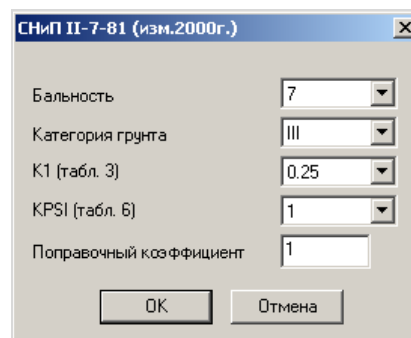 СНиП II-7-81 (изм.2000г.)
Бальность 7
Категория грунта III
К1 (табл. 3) 0.25
KPSI (табл. 6) 1
Поправочный коэффициент 1
OK Отмена